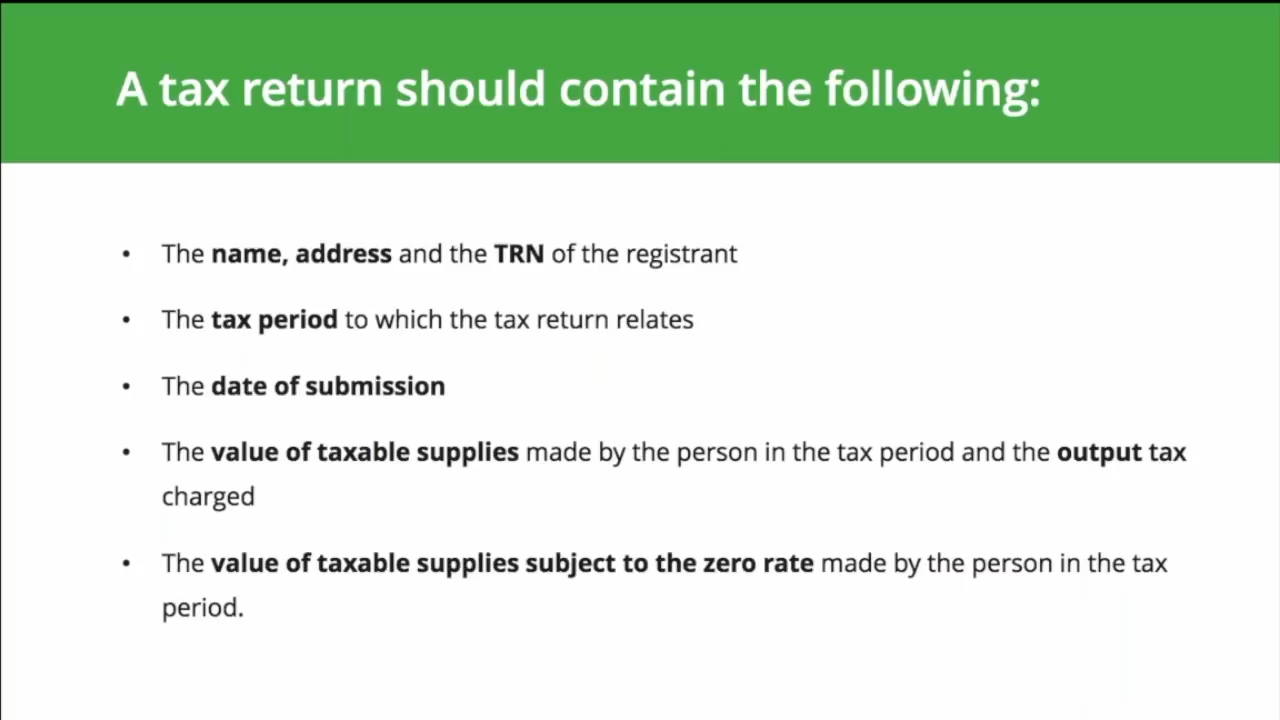 A tax return should contain the following:
• The name, address and the TRN of the registrant
• The tax period to which the tax return relates
• The date of submission
• The value of taxable supplies made by the person in the tax period and the output tax
charged
• The value of taxable supplies subject to the zero rate made by the person in the tax
period.